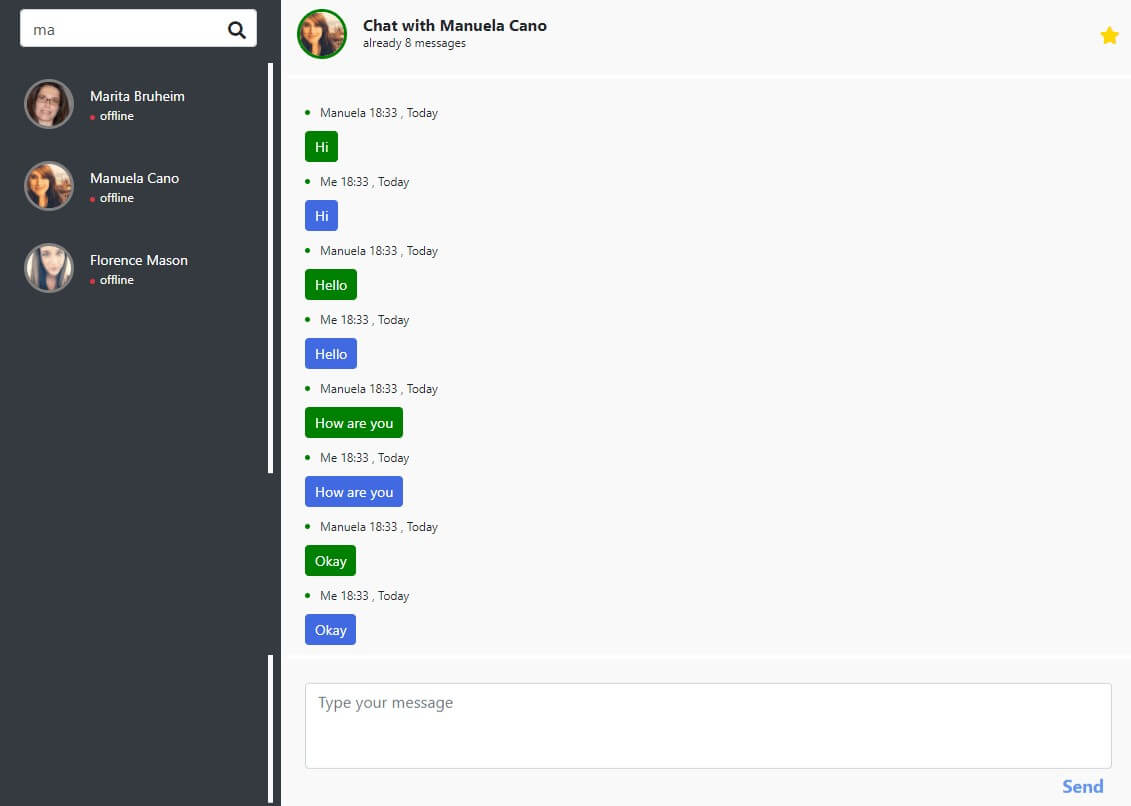 ma
Marita Bruheim
offline
Manuela Cano
offline
Florence Mason
offline
Chat with Manuela Cano
already 8 messages
Manuela 18:33 , Today
Hi
Me 18:33 , Today
Hi
Manuela 18:33 , Today
Hello
Me 18:33 , Today
Hello
Manuela 18:33 , Today
How are you
Me 18:33 , Today
How are you
Manuela 18:33 , Today
Okay
Me 18:33 , Today
Okay
Type your message
Send